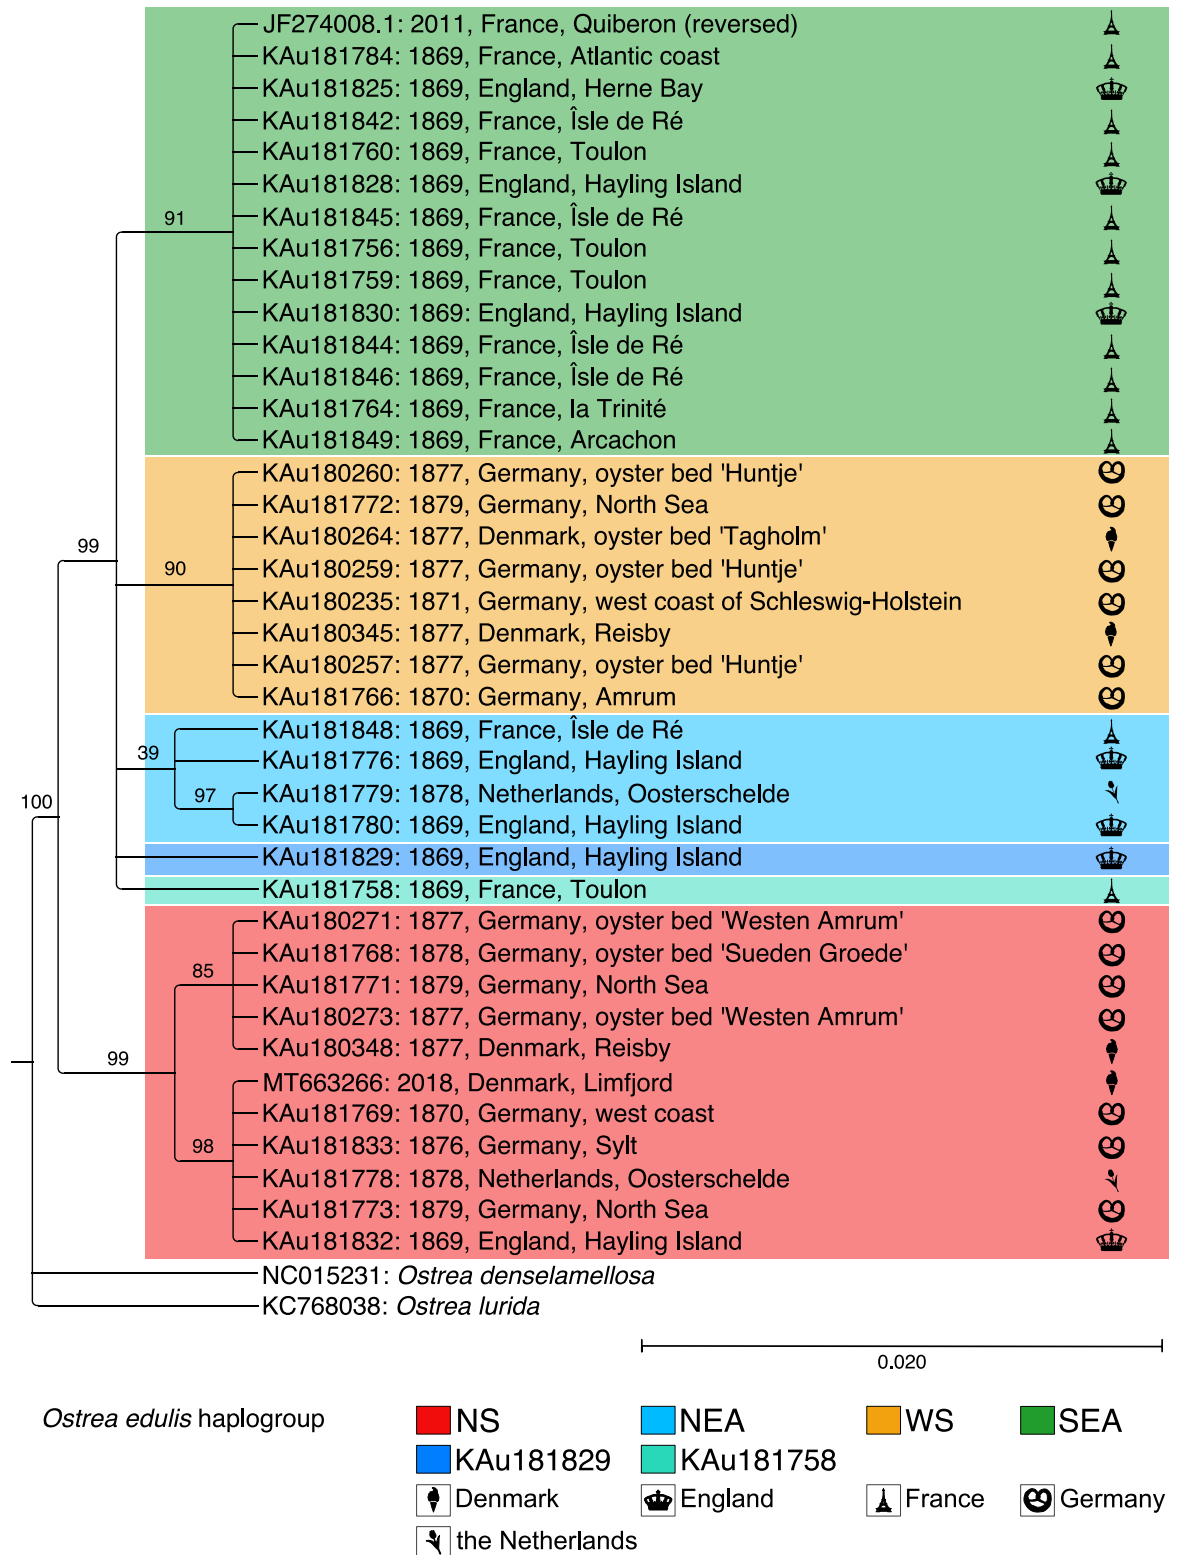 JF274008.1: 2011, France, Quiberon (reversed)
KAu181784: 1869, France, Atlantic coast
KAu181825: 1869, England, Herne Bay
KAu181842: 1869, France, Îsle de Ré
KAu181760: 1869, France, Toulon
KAu181828: 1869, England, Hayling Island
91
KAu181845: 1869, France, Îsle de Ré
KAu181756: 1869, France, Toulon
KAu181759: 1869, France, Toulon
KAu181830: 1869: England, Hayling Island
KAu181844: 1869, France, Îsle de Ré
KAu181846: 1869, France, Îsle de Ré
KAu181764: 1869, France, la Trinité
KAu181849: 1869, France, Arcachon
KAu180260: 1877, Germany, oyster bed 'Huntje'
KAu181772: 1879, Germany, North Sea
KAu180264: 1877, Denmark, oyster bed 'Tagholm'
99
90
KAu180259: 1877, Germany, oyster bed 'Huntje'
KAu180235: 1871, Germany, west coast of Schleswig-Holstein
KAu180345: 1877, Denmark, Reisby
KAu180257: 1877, Germany, oyster bed 'Huntje'
KAu181766: 1870: Germany, Amrum
KAu181848: 1869, France, Îsle de Ré
39
KAu181776: 1869, England, Hayling Island
97
KAu181779: 1878, Netherlands, Oosterschelde
100
KAu181780: 1869, England, Hayling Island
KAu181829: 1869, England, Hayling Island
KAu181758: 1869, France, Toulon
KAu180271: 1877, Germany, oyster bed 'Westen Amrum'
KAu181768: 1878, Germany, oyster bed 'Sueden Groede'
85
KAu181771: 1879, Germany, North Sea
KAu180273: 1877, Germany, oyster bed 'Westen Amrum'
KAu180348: 1877, Denmark, Reisby
99
MT663266: 2018, Denmark, Limfjord
KAu181769: 1870, Germany, west coast
98
KAu181833: 1876, Germany, Sylt
KAu181778: 1878, Netherlands, Oosterschelde
KAu181773: 1879, Germany, North Sea
KAu181832: 1869, England, Hayling Island
NC015231: Ostrea denselamellosa
KC768038: Ostrea lurida
0.020
Ostrea edulis haplogroup
NS NEA WS SEA
KAu181829 KAu181758
Denmark England France Germany
the Netherlands